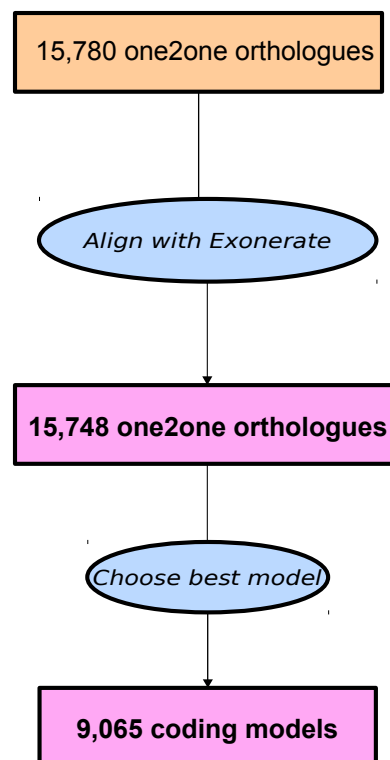 15,780 one2one orthologues
Align with Exonerate
15,748 one2one orthologues
Choose best model
9,065 coding models